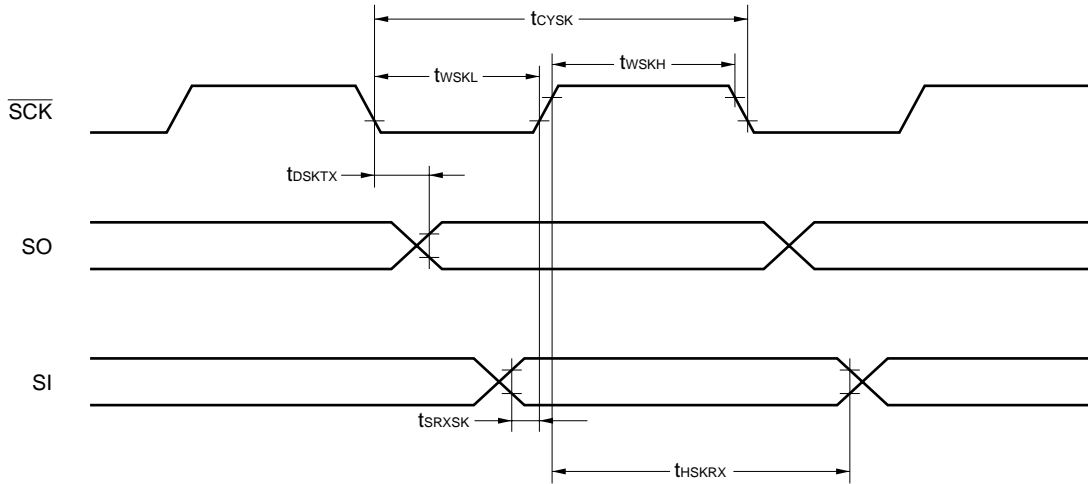 tCYSK
tWSKL
tWSKH
SCK
tDSKTX
SO
SI
tSRXSK
tHSKRX